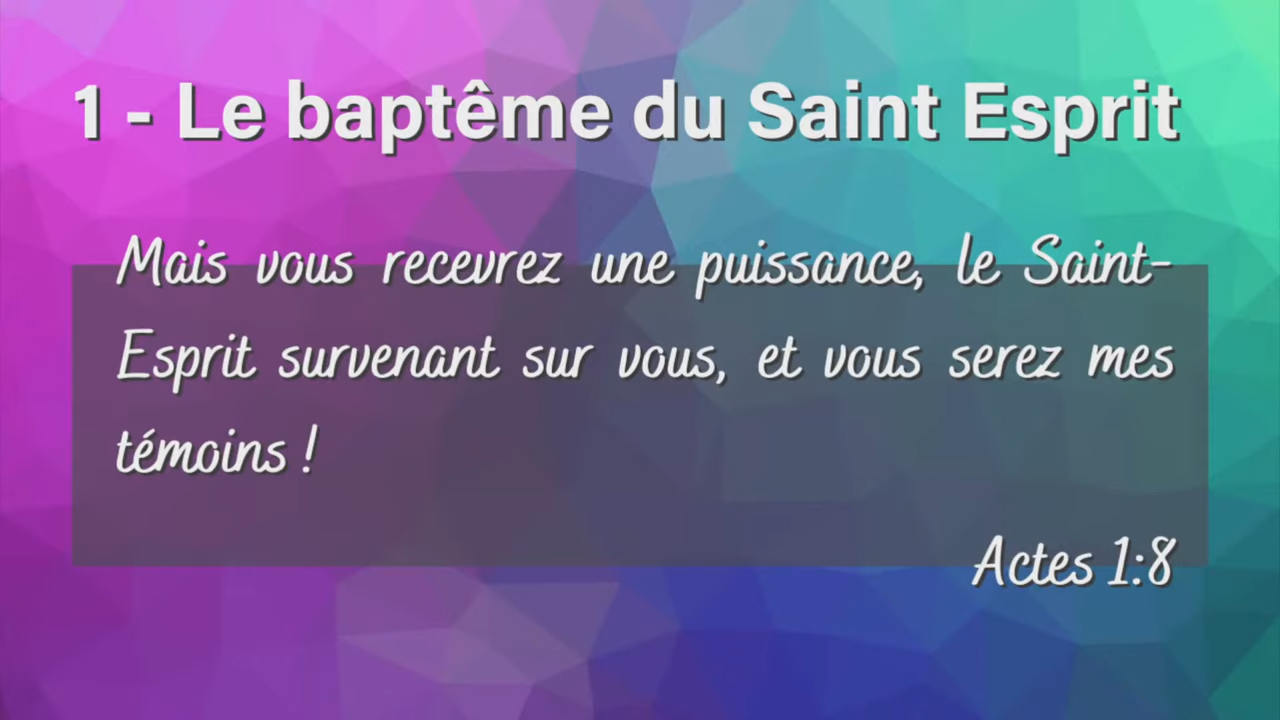 1 - Le baptême du Saint Esprit
Mais vous recevrez une puissance, le Saint-
Esprit survenant sur vous, et vous serez mes
témoins !
Actes 1:8